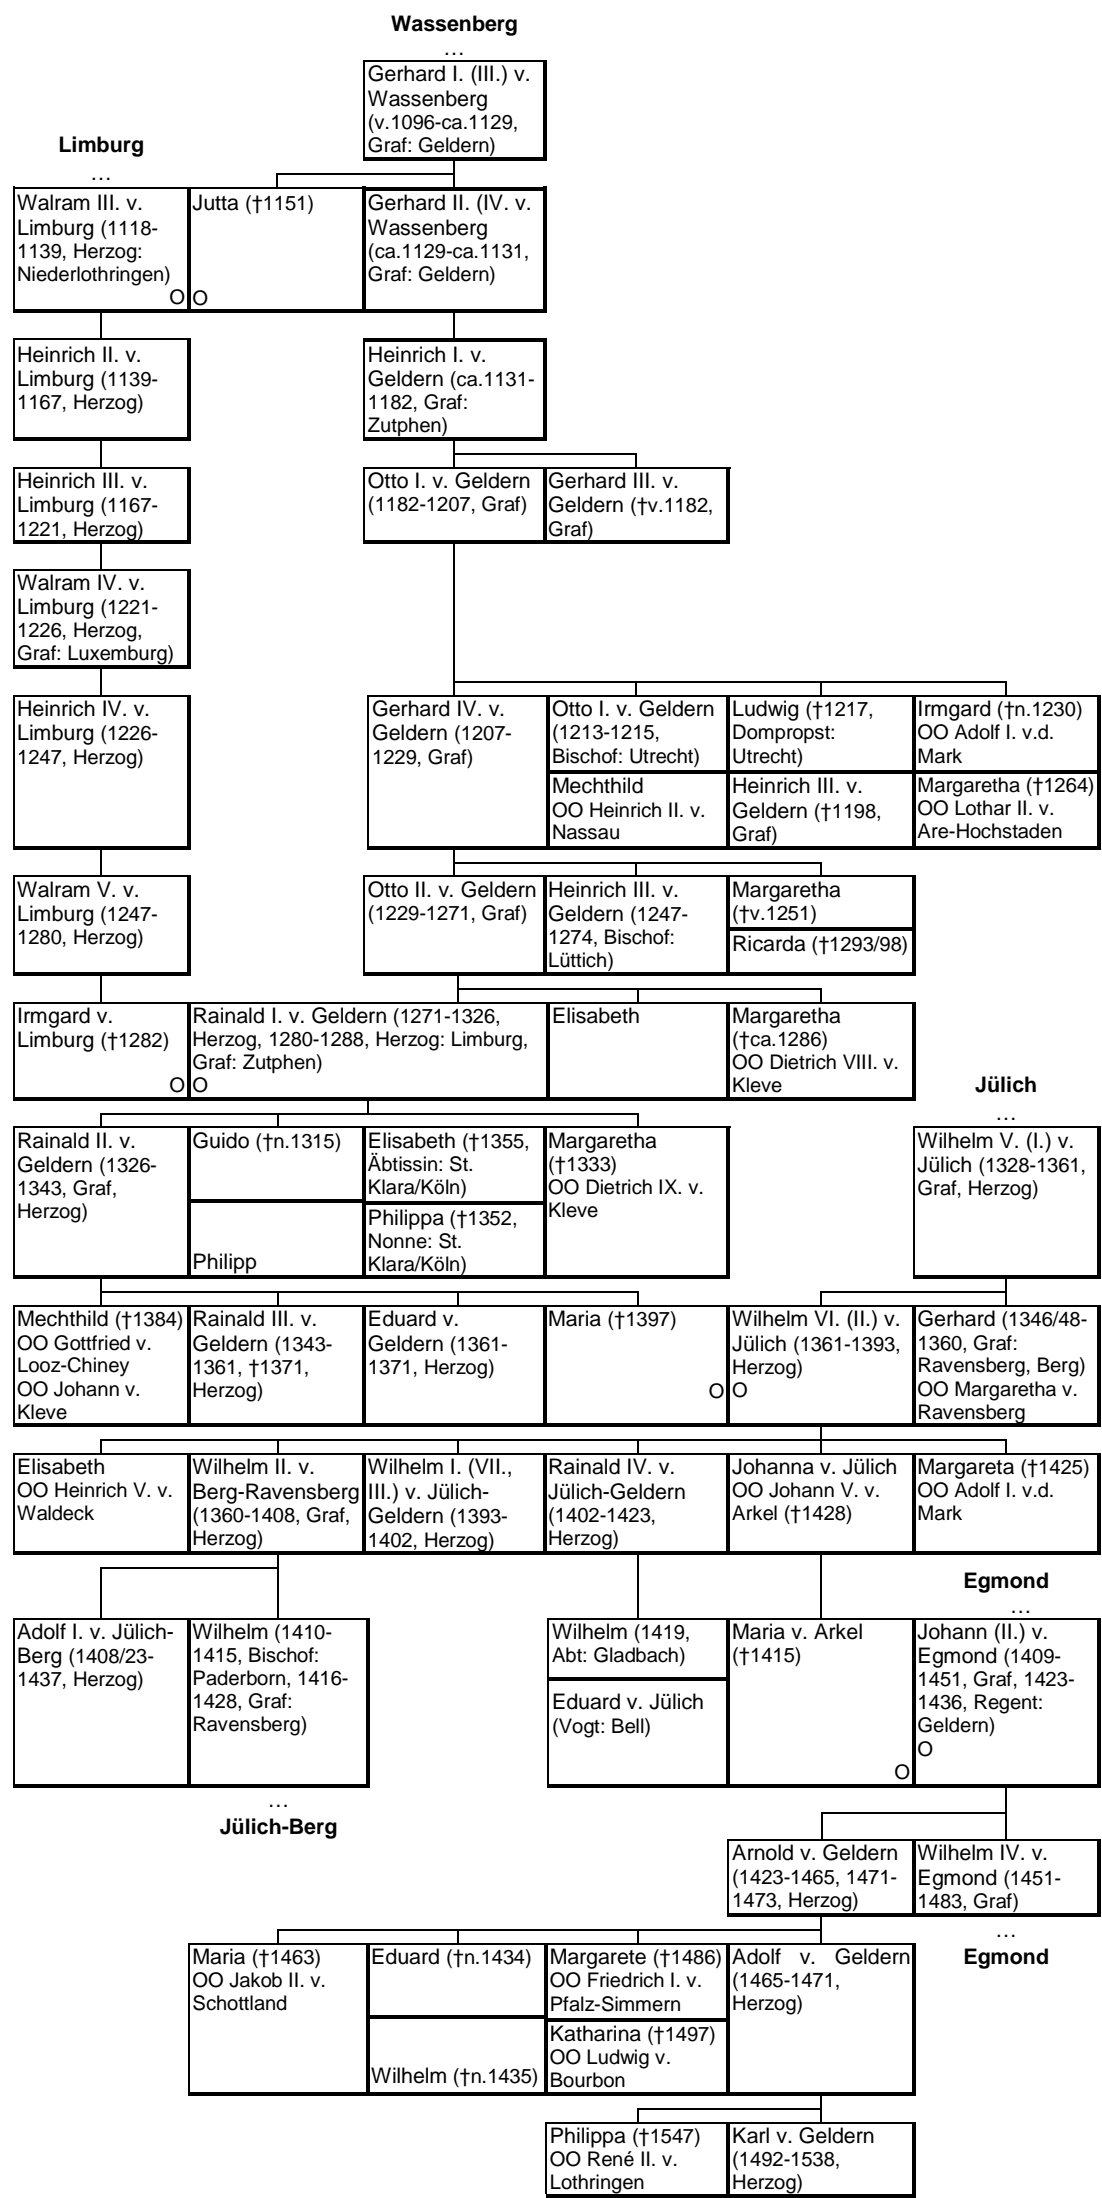 Wassenberg
…
Gerhard I. (III.) v.
Wassenberg
(v.1096-ca.1129,
Graf: Geldern)
Limburg
…
Walram III. v.
Limburg (1118-
1139, Herzog:
Niederlothringen)
O
Jutta (†1151)
O
Gerhard II. (IV. v.
Wassenberg
(ca.1129-ca.1131,
Graf: Geldern)
Heinrich II. v.
Limburg (1139-
1167, Herzog)
Heinrich I. v.
Geldern (ca.1131-
1182, Graf:
Zutphen)
Heinrich III. v.
Limburg (1167-
1221, Herzog)
Otto I. v. Geldern
(1182-1207, Graf)
Gerhard III. v.
Geldern (†v.1182,
Graf)
Walram IV. v.
Limburg (1221-
1226, Herzog,
Graf: Luxemburg)
Heinrich IV. v.
Limburg (1226-
1247, Herzog)
Gerhard IV. v.
Geldern (1207-
1229, Graf)
Otto I. v. Geldern
(1213-1215,
Bischof: Utrecht)
Mechthild
OO Heinrich II. v.
Nassau
Ludwig (†1217,
Dompropst:
Utrecht)
Heinrich III. v.
Geldern (†1198,
Graf)
Irmgard (†n.1230)
OO Adolf I. v.d.
Mark
Margaretha (†1264)
OO Lothar II. v.
Are-Hochstaden
Walram V. v.
Limburg (1247-
1280, Herzog)
Otto II. v. Geldern
(1229-1271, Graf)
Heinrich III. v.
Geldern (1247-
1274, Bischof:
Lüttich)
Margaretha
(†v.1251)
Ricarda (†1293/98)
Irmgard v.
Limburg (†1282)
O
Rainald I. v. Geldern (1271-1326,
Herzog, 1280-1288, Herzog: Limburg,
Graf: Zutphen)
O
Elisabeth
Margaretha
(†ca.1286)
OO Dietrich VIII. v.
Kleve
Jülich
…
Rainald II. v.
Geldern (1326-
1343, Graf,
Herzog)
Guido (†n.1315)
Philipp
Elisabeth (†1355,
Äbtissin: St.
Klara/Köln)
Philippa (†1352,
Nonne: St.
Klara/Köln)
Margaretha
(†1333)
OO Dietrich IX. v.
Kleve
Wilhelm V. (I.) v.
Jülich (1328-1361,
Graf, Herzog)
Mechthild (†1384)
OO Gottfried v.
Looz-Chiney
OO Johann v.
Kleve
Rainald III. v.
Geldern (1343-
1361, †1371,
Herzog)
Eduard v.
Geldern (1361-
1371, Herzog)
Maria (†1397)
O
Wilhelm VI. (II.) v.
Jülich (1361-1393,
Herzog)
O
Gerhard (1346/48-
1360, Graf:
Ravensberg, Berg)
OO Margaretha v.
Ravensberg
Elisabeth
OO Heinrich V. v.
Waldeck
Wilhelm II. v.
Berg-Ravensberg
(1360-1408, Graf,
Herzog)
Wilhelm I. (VII.,
III.) v. Jülich-
Geldern (1393-
1402, Herzog)
Rainald IV. v.
Jülich-Geldern
(1402-1423,
Herzog)
Johanna v. Jülich
OO Johann V. v.
Arkel (†1428)
Margareta (†1425)
OO Adolf I. v.d.
Mark
Egmond
…
Adolf I. v. Jülich-
Berg (1408/23-
1437, Herzog)
Wilhelm (1410-
1415, Bischof:
Paderborn, 1416-
1428, Graf:
Ravensberg)
Wilhelm (1419,
Abt: Gladbach)
Eduard v. Jülich
(Vogt: Bell)
Maria v. Arkel
(†1415)
O
Johann (II.) v.
Egmond (1409-
1451, Graf, 1423-
1436, Regent:
Geldern)
O
…
Jülich-Berg
Arnold v. Geldern
(1423-1465, 1471-
1473, Herzog)
Wilhelm IV. v.
Egmond (1451-
1483, Graf)
…
Egmond
Maria (†1463)
OO Jakob II. v.
Schottland
Eduard (†n.1434)
Wilhelm (†n.1435)
Margarete (†1486)
OO Friedrich I. v.
Pfalz-Simmern
Katharina (†1497)
OO Ludwig v.
Bourbon
Adolf v. Geldern
(1465-1471,
Herzog)
Philippa (†1547)
OO René II. v.
Lothringen
Karl v. Geldern
(1492-1538,
Herzog)